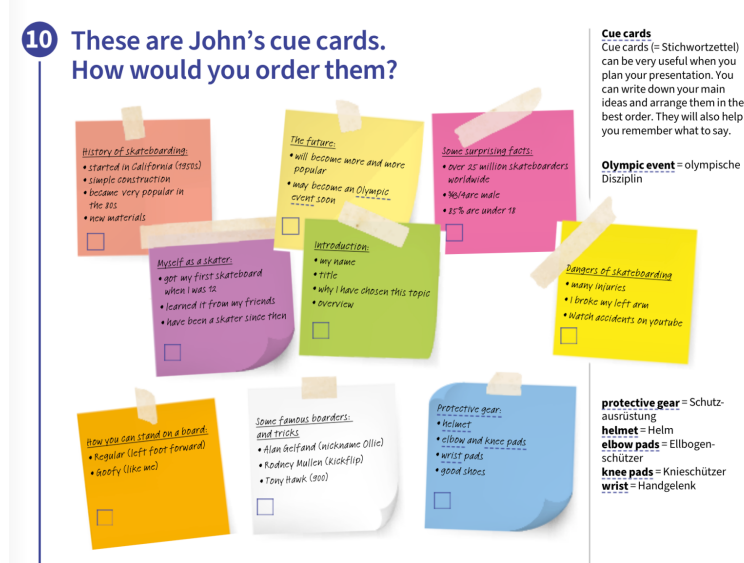 10
These are John's cue cards.
How would you order them?
Cue cards
Cue cards (= Stichwortzettel)
can be very useful when you
plan your presentation. You
can write down your main
ideas and arrange them in the
best order. They will also help
you remember what to say.
Olympic event = olympische
Disziplin
History of skateboarding:
• started in California (1950s)
• simple construction
• became very popular in
the 80s
• new materials
The future:
• will become more and more
popular
• may become an Olympic
event soon
Some surprising facts:
• over 25 million skateboarders
worldwide
• 3/4 are male
• 85% are under 18
Myself as a skater:
• got my first skateboard
when I was 12
• learned it from my friends
• have been a skater since then
Introduction:
• my name
• title
• why I have chosen this topic
• overview
Dangers of skateboarding
• many injuries
• I broke my left arm
• Watch accidents on youtube
How you can stand on a board:
• Regular (left foot forward)
• Goofy (like me)
Some famous boarders:
and tricks
• Alan Gelfand (nickname Ollie)
• Rodney Mullen (Kickflip)
• Tony Hawk (900)
Protective gear:
• helmet
• elbow and knee pads
• wrist pads
• good shoes
protective gear = Schutz-
ausrüstung
helmet = Helm
elbow pads = Ellbogen-
schützer
knee pads = Knieschützer
wrist = Handgelenk